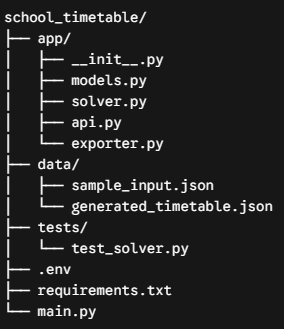 school_timetable/
├── app/
│   ├── __init__.py
│   ├── models.py
│   ├── solver.py
│   ├── api.py
│   └── exporter.py
├── data/
│   ├── sample_input.json
│   └── generated_timetable.json
├── tests/
│   └── test_solver.py
├── .env
├── requirements.txt
└── main.py